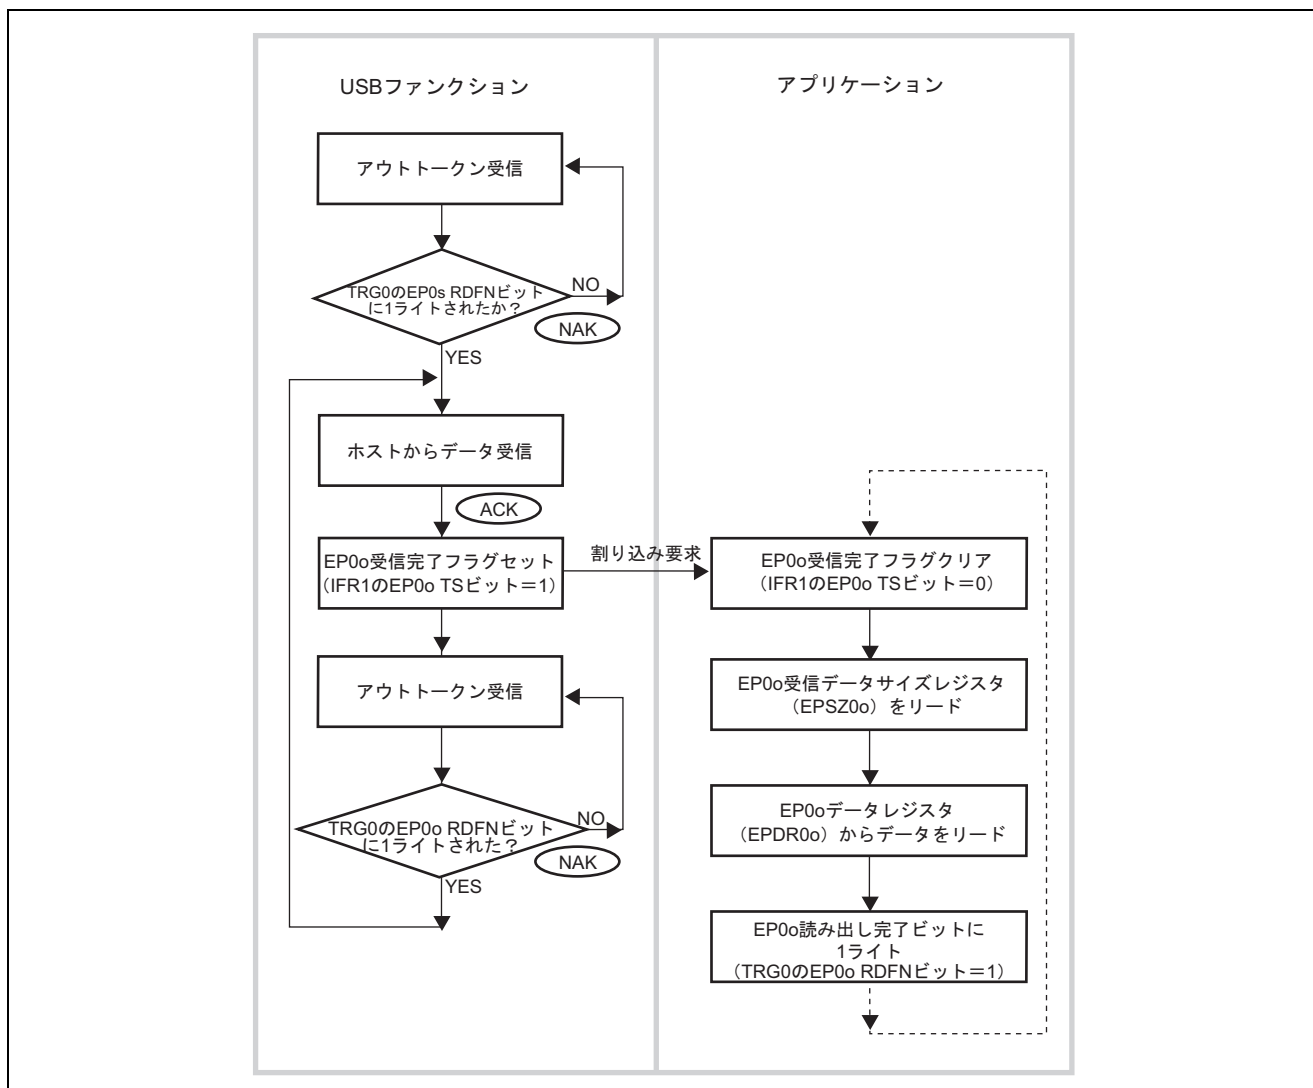 USBファンクション
アプリケーション
アウトトークン受信
TRG0のEP0s RDFNビット
に1ライトされたか？
NO
NAK
YES
ホストからデータ受信
ACK
EP0o受信完了フラグセット
（IFR1のEP0o TSビット＝1）
割り込み要求
EP0o受信完了フラグクリア
（IFR1のEP0o TSビット＝0）
アウトトークン受信
EP0o受信データサイズレジスタ
（EPSZ0o）をリード
TRG0のEP0o RDFNビット
に1ライトされた？
NO
NAK
YES
EP0oデータレジスタ
（EPDR0o）からデータをリード
EP0o読み出し完了ビットに
1ライト
（TRG0のEP0o RDFNビット＝1）